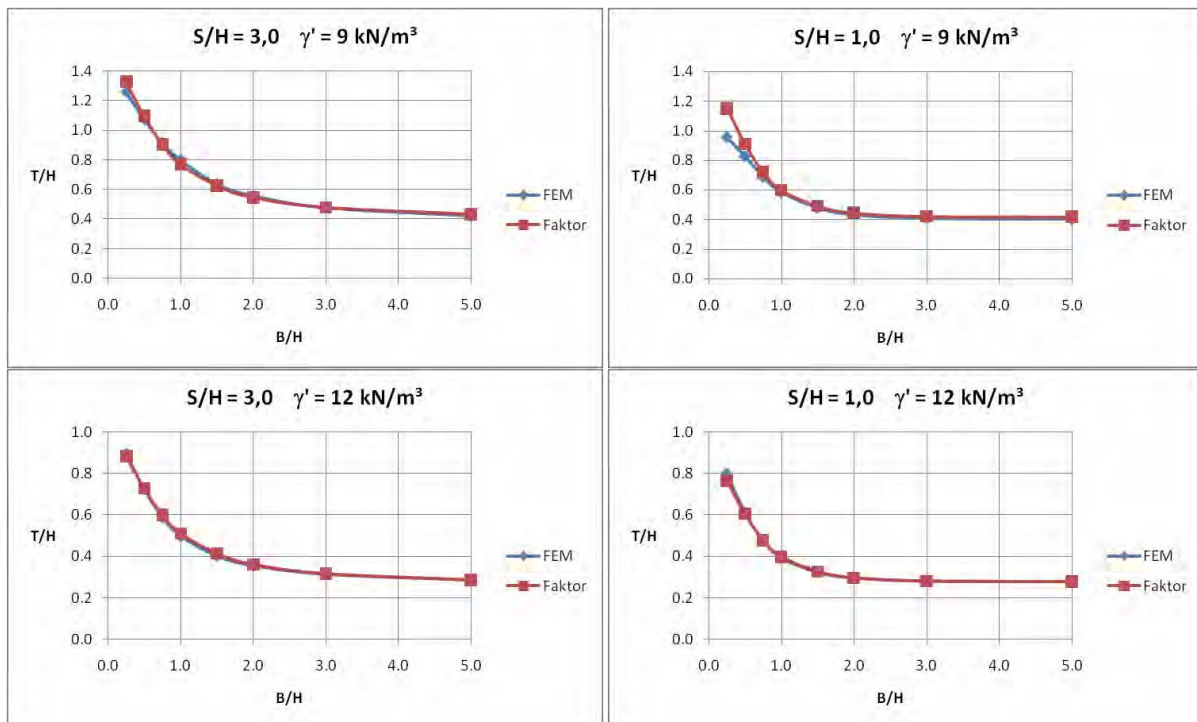 S/H = 3,0 γ' = 9 kN/m³
1.4
1.2
1.0
0.8
T/H
0.6
0.4
0.2
0.0
0.0 1.0 2.0 3.0 4.0 5.0
B/H
FEM
Faktor
S/H = 1,0 γ' = 9 kN/m³
1.4
1.2
1.0
0.8
T/H
0.6
0.4
0.2
0.0
0.0 1.0 2.0 3.0 4.0 5.0
B/H
FEM
Faktor
S/H = 3,0 γ' = 12 kN/m³
1.0
0.8
0.6
T/H
0.4
0.2
0.0
0.0 1.0 2.0 3.0 4.0 5.0
B/H
FEM
Faktor
S/H = 1,0 γ' = 12 kN/m³
1.0
0.8
0.6
T/H
0.4
0.2
0.0
0.0 1.0 2.0 3.0 4.0 5.0
B/H
FEM
Faktor